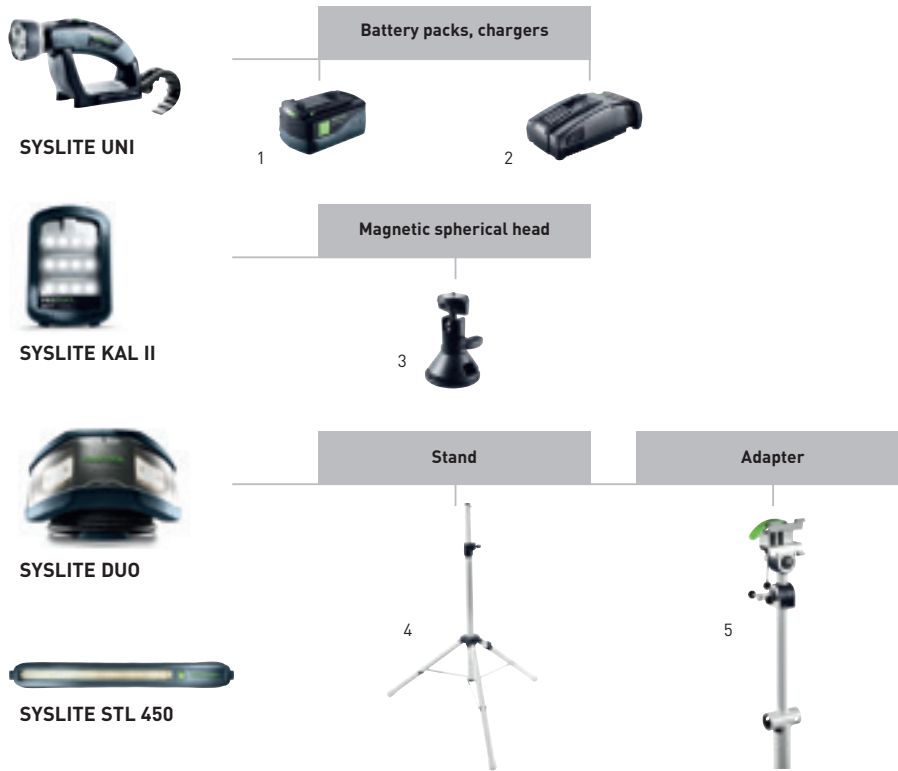 Battery packs, chargers
SYSLITE UNI
1
2
Magnetic spherical head
SYSLITE KAL II
3
Stand
Adapter
SYSLITE DUO
4
5
SYSLITE STL 450